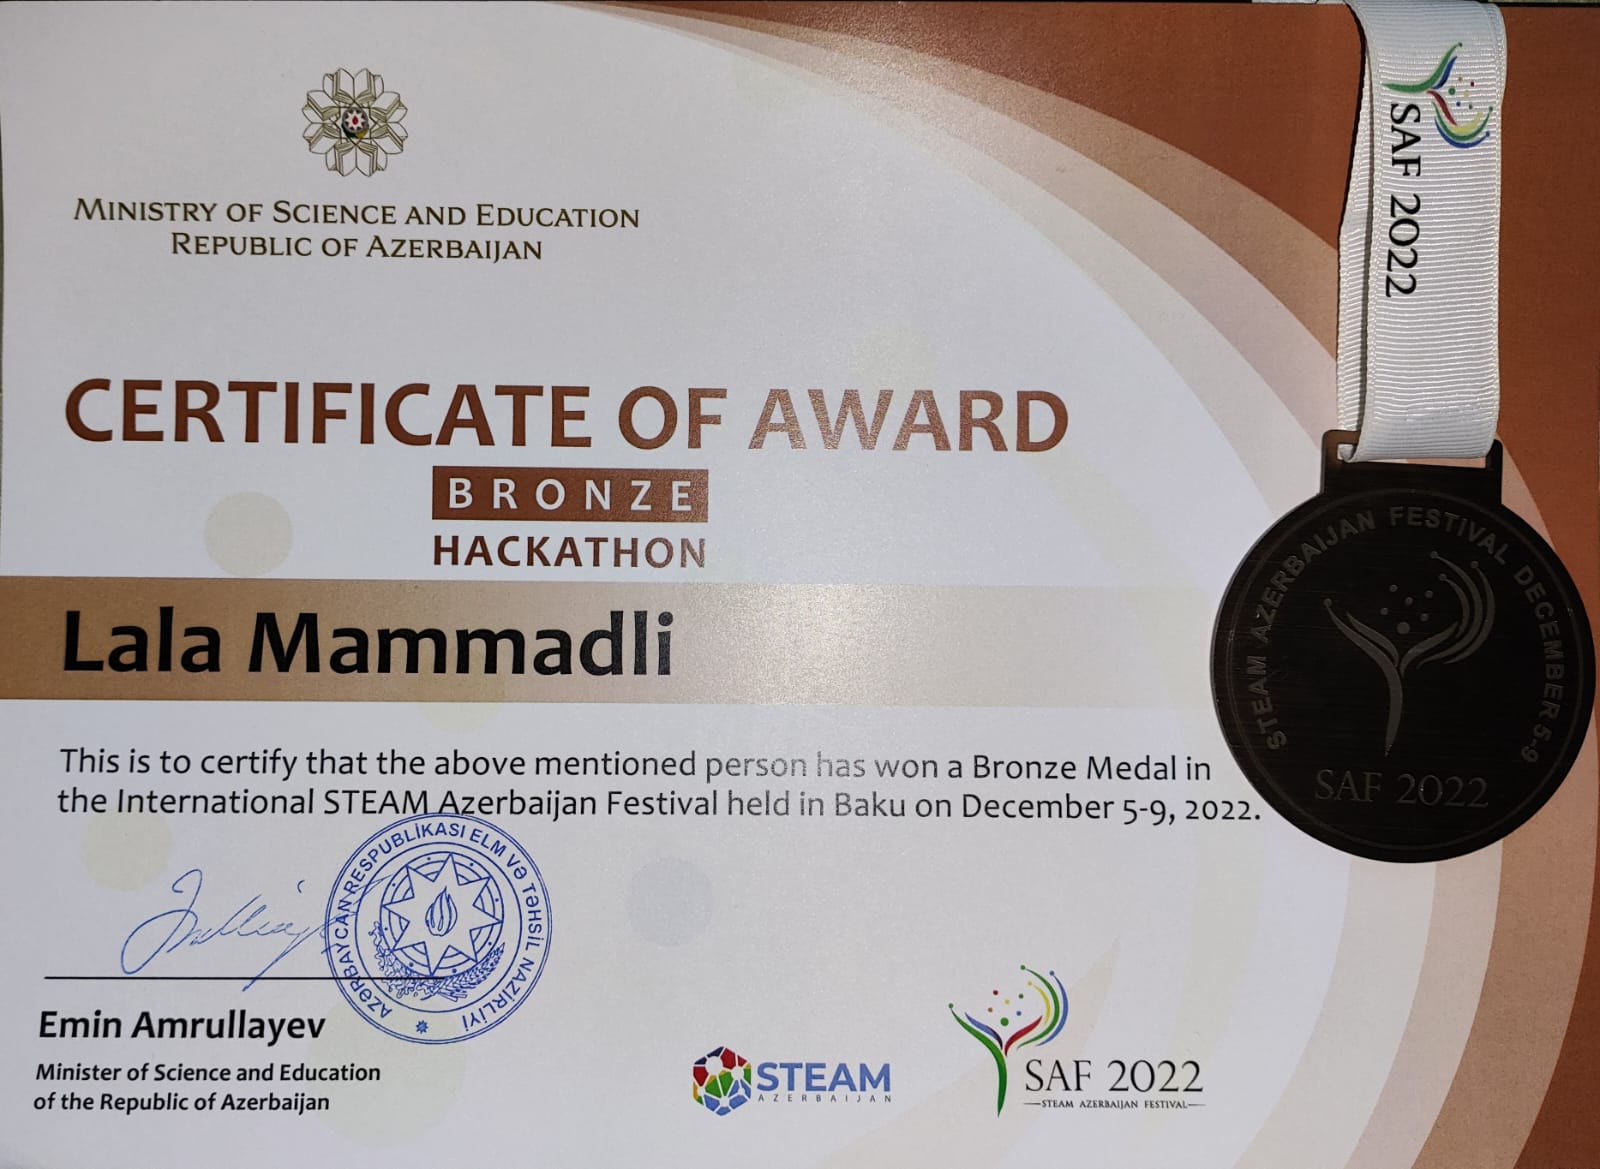 MINISTRY OF SCIENCE AND EDUCATION
REPUBLIC OF AZERBAIJAN
CERTIFICATE OF AWARD
BRONZE
HACKATHON
Lala Mammadli
This is to certify that the above mentioned person has won a Bronze Medal in
the International STEAM Azerbaijan Festival held in Baku on December 5-9, 2022.
AZƏRBAYCAN RESPUBLİKASI ELM VƏ TƏHSİL NAZİRLİYİ
Emin Amrullayev
Minister of Science and Education
of the Republic of Azerbaijan
STEAM
AZERBAIJAN
SAF 2022
STEAM AZERBAIJAN FESTIVAL
SAF 2022
STEAM AZERBAIJAN FESTIVAL DECEMBER 5-9
SAF 2022